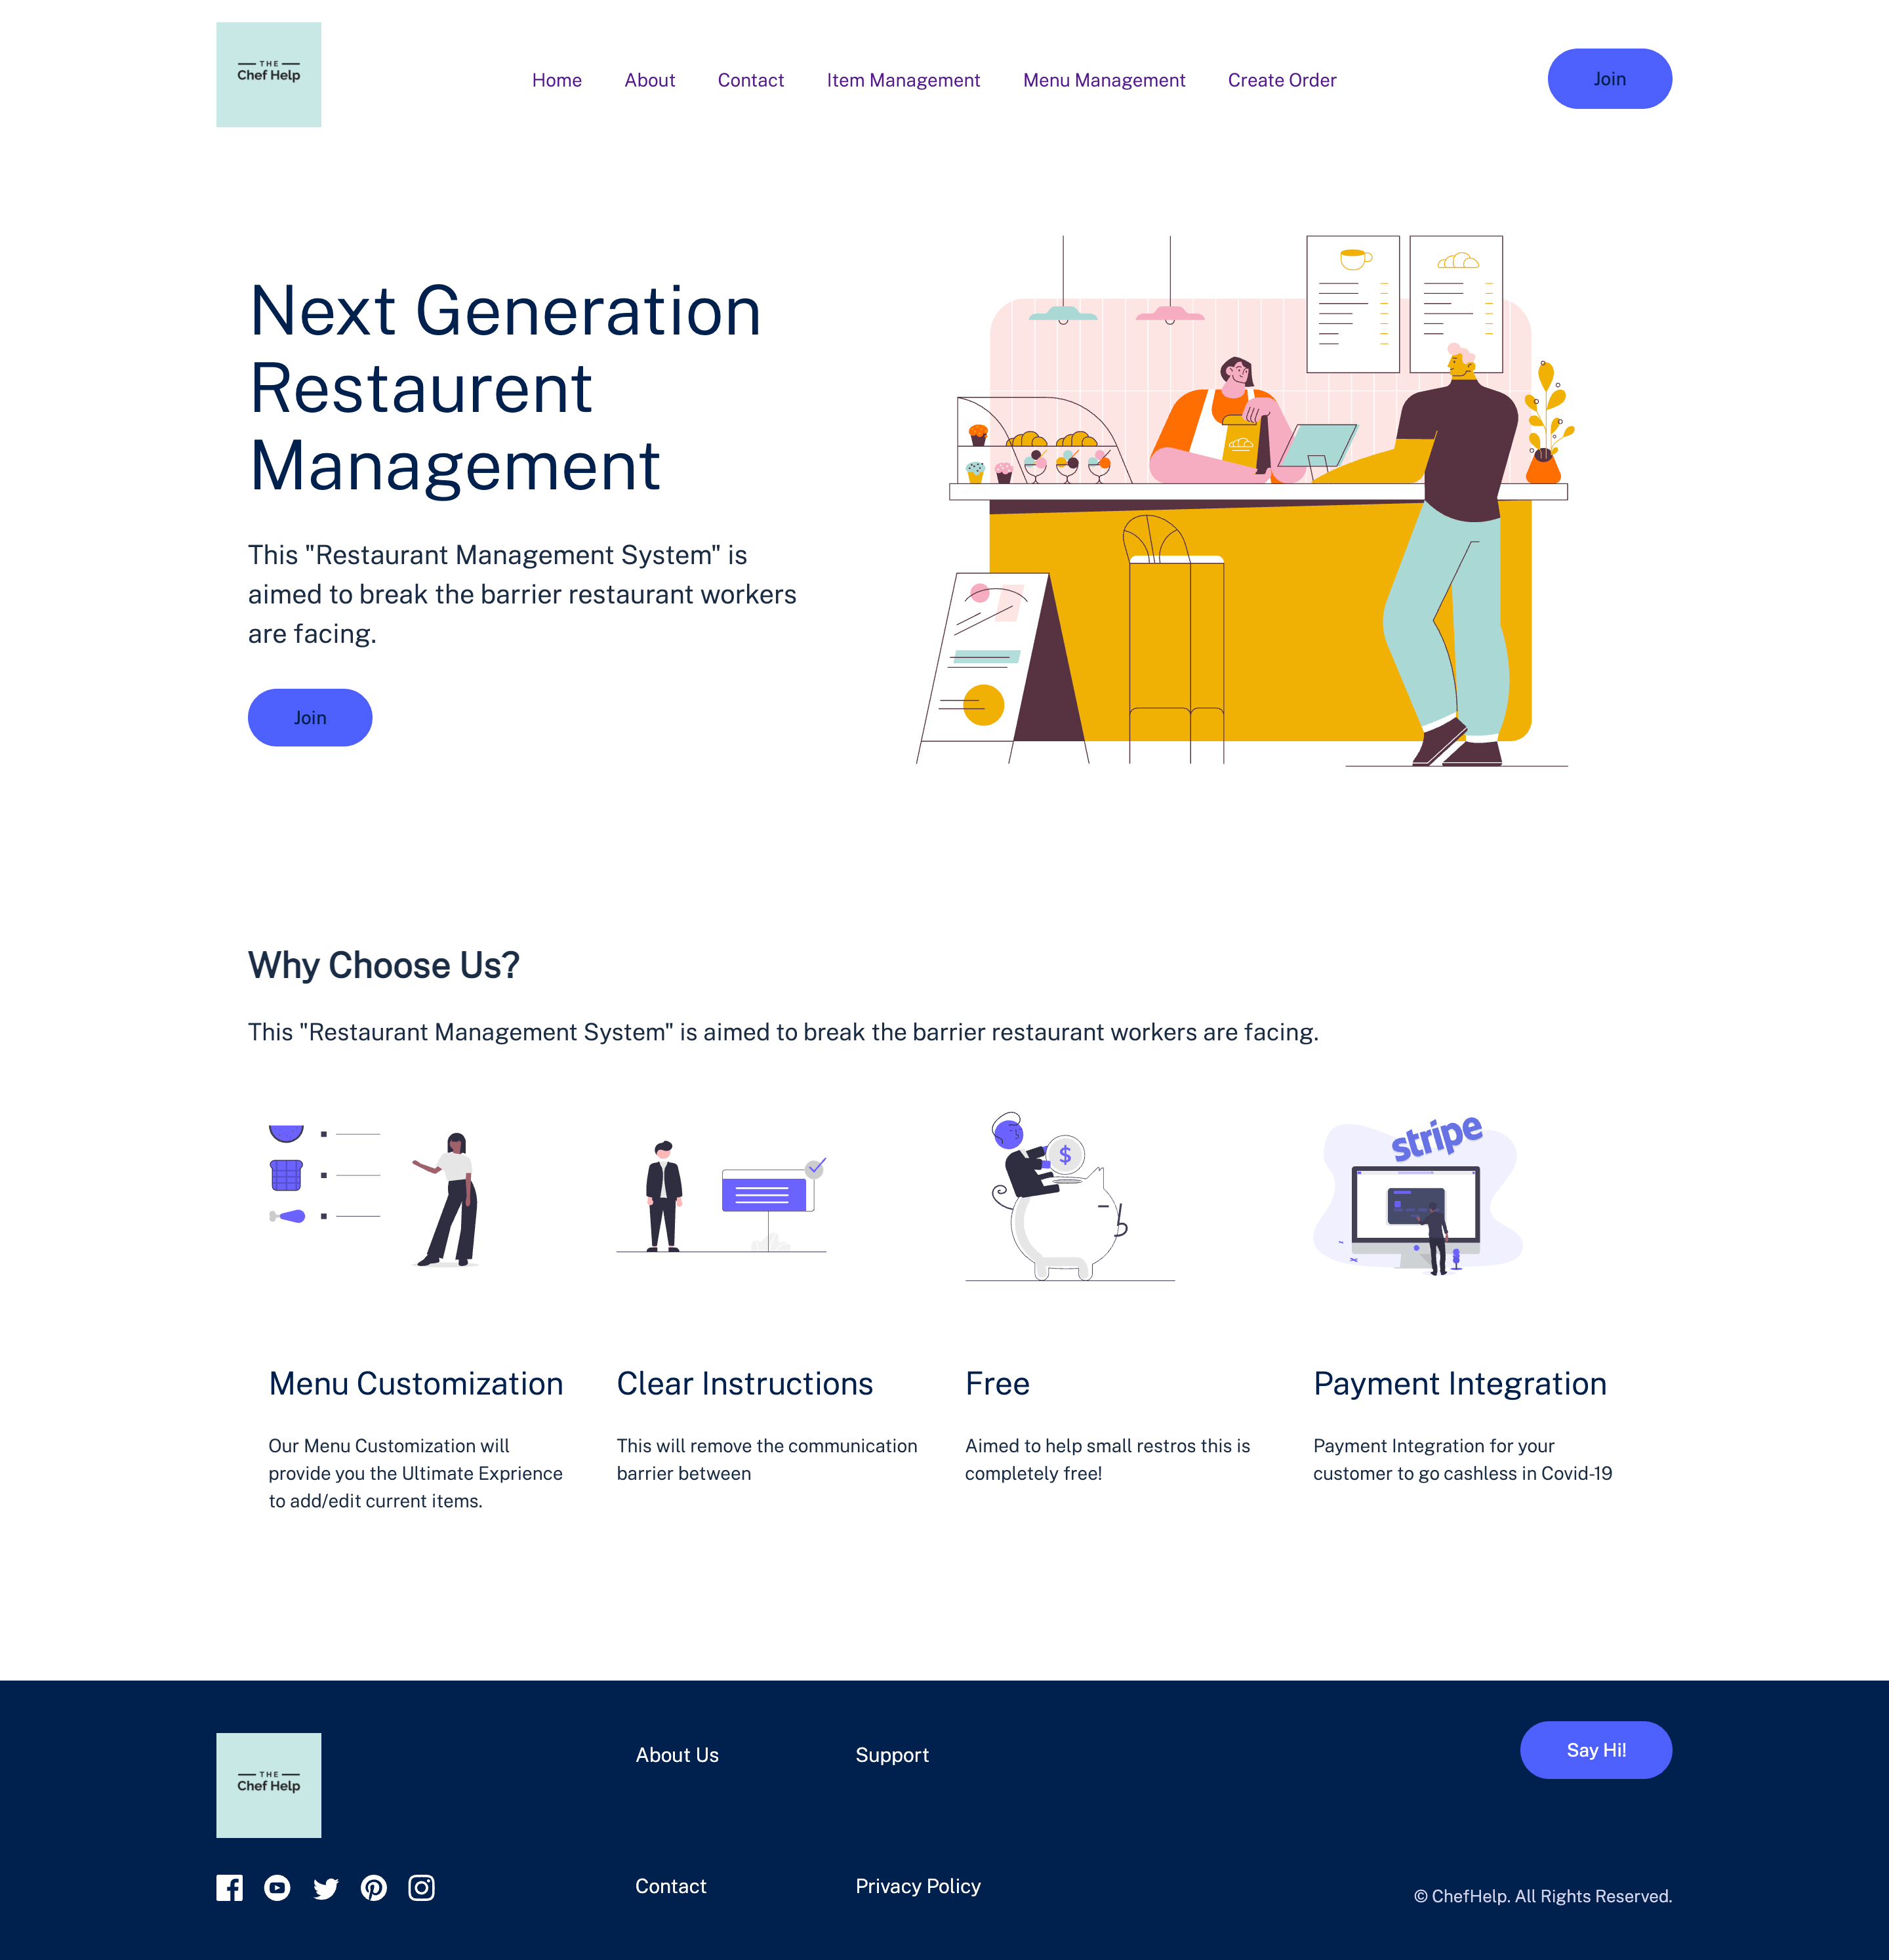 THE
Chef Help
Home About Contact Item Management Menu Management Create Order
Join
Next Generation
Restaurent
Management
This "Restaurant Management System" is
aimed to break the barrier restaurant workers
are facing.
Join
Why Choose Us?
This "Restaurant Management System" is aimed to break the barrier restaurant workers are facing.
$
stripe
Menu Customization
Our Menu Customization will
provide you the Ultimate Exprience
to add/edit current items.
Clear Instructions
This will remove the communication
barrier between
Free
Aimed to help small restros this is
completely free!
Payment Integration
Payment Integration for your
customer to go cashless in Covid-19
THE
Chef Help
About Us
Support
Say Hi!
Contact
Privacy Policy
© ChefHelp. All Rights Reserved.